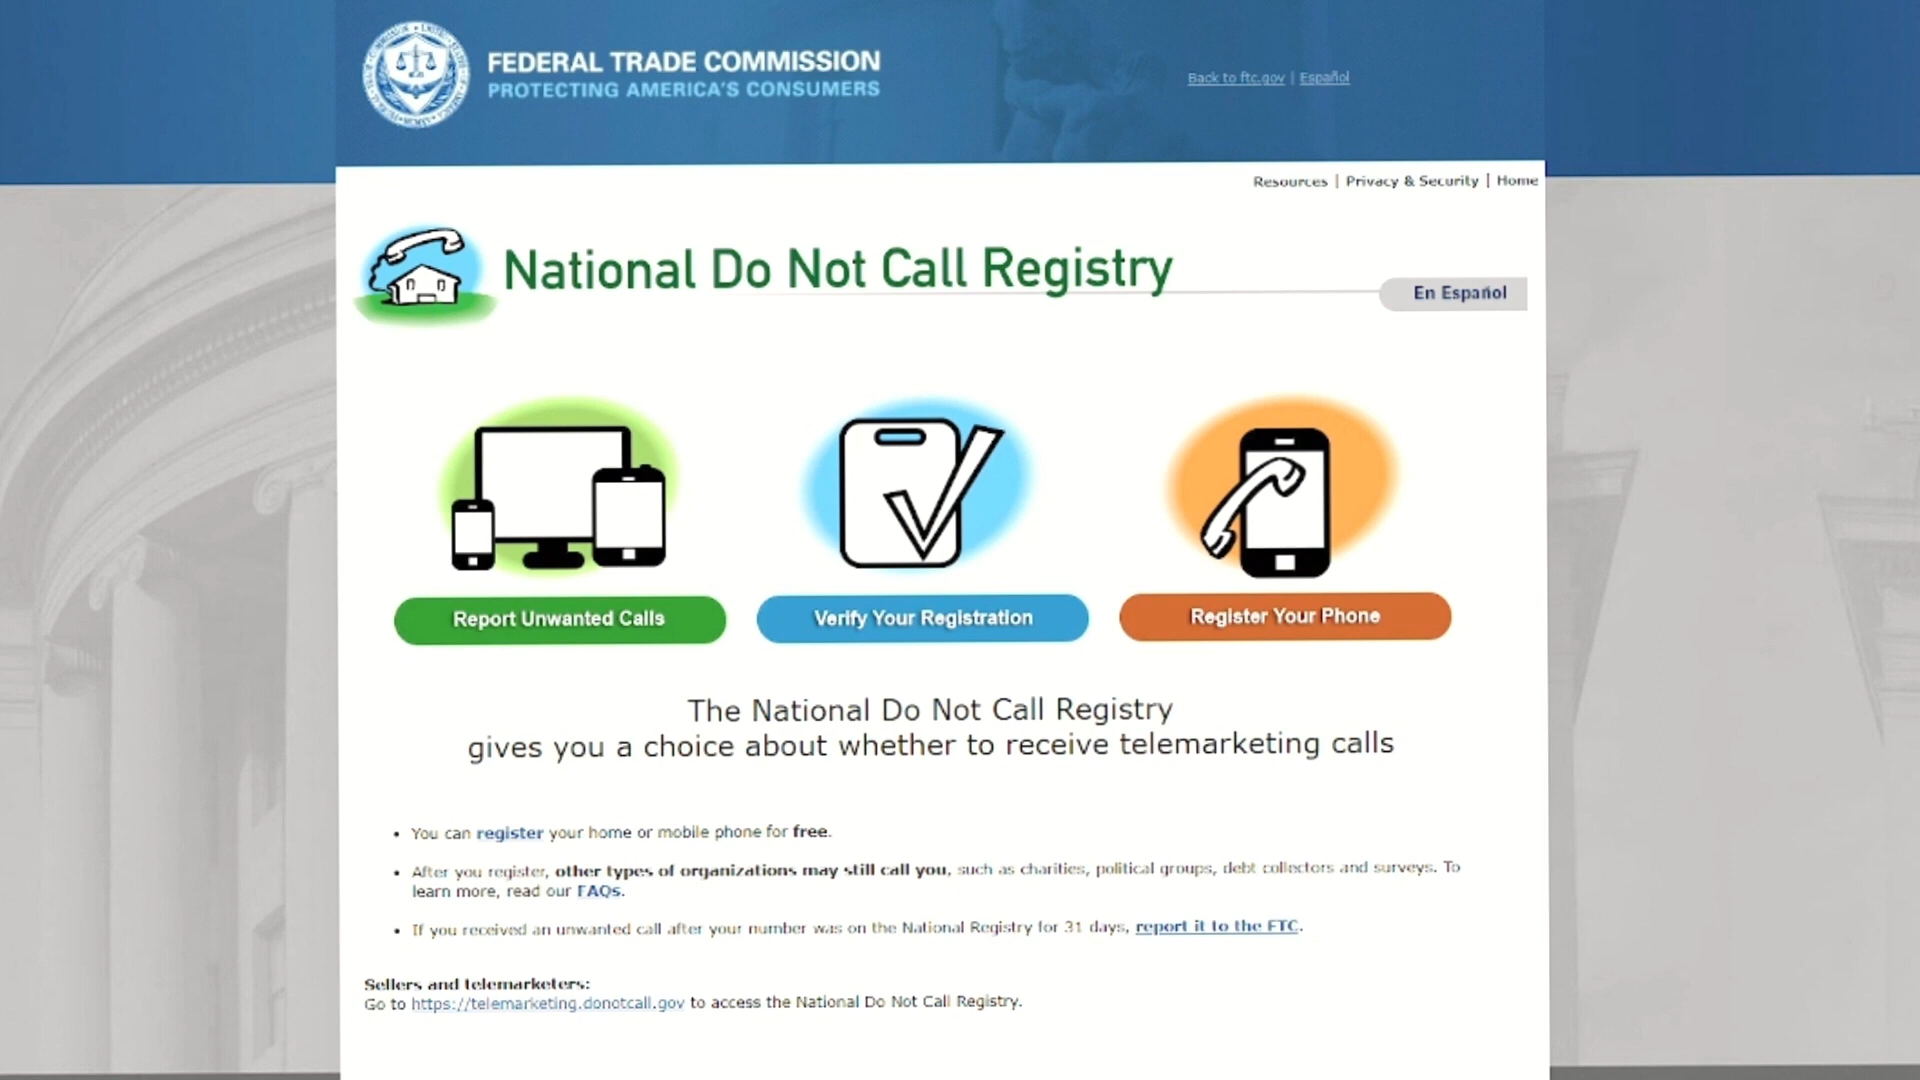 FEDERAL TRADE COMMISSION
PROTECTING AMERICA'S CONSUMERS
Back to ftc.gov | Español
Resources | Privacy & Security | Home
National Do Not Call Registry
En Español
Report Unwanted Calls
Verify Your Registration
Register Your Phone
The National Do Not Call Registry
gives you a choice about whether to receive telemarketing calls
• You can register your home or mobile phone for free.
• After you register, other types of organizations may still call you, such as charities, political groups, debt collectors and surveys. To
learn more, read our FAQs.
• If you received an unwanted call after your number was on the National Registry for 31 days, report it to the FTC.
Sellers and telemarketers:
Go to https://telemarketing.donotcall.gov to access the National Do Not Call Registry.